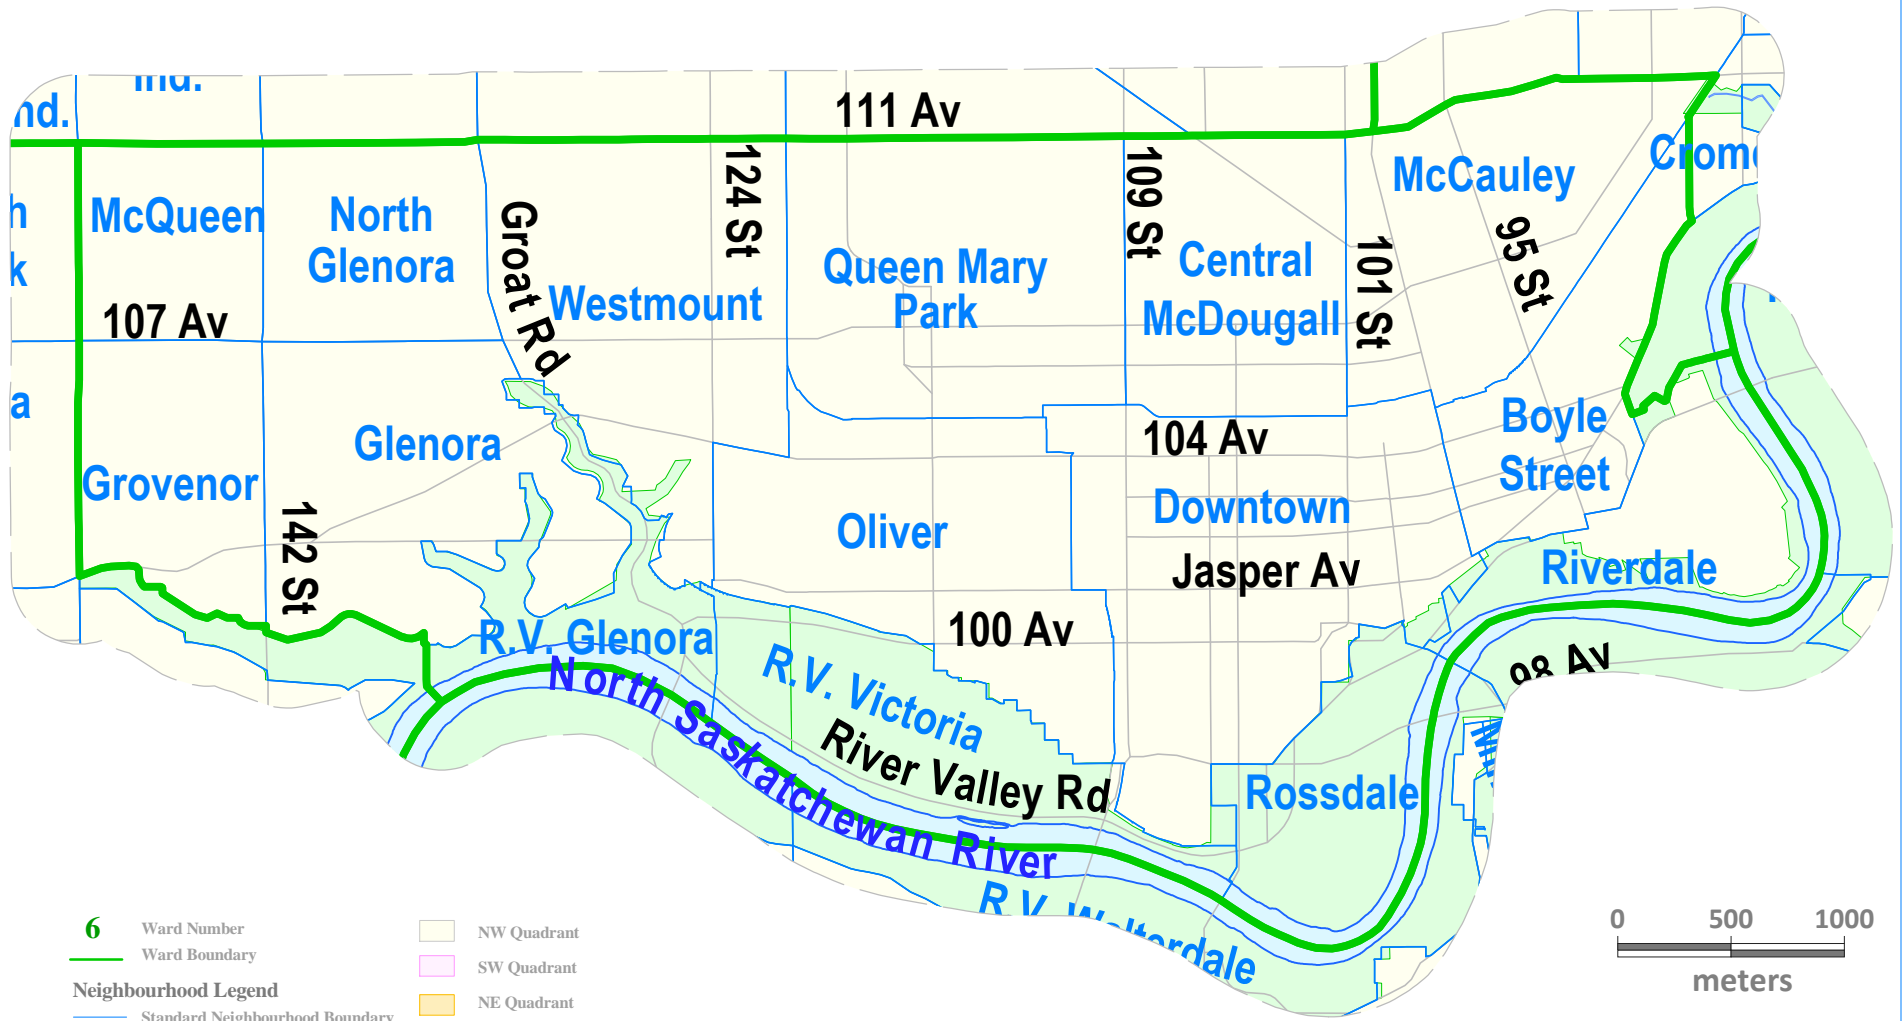 Ind.
nd.
111 Av
124 St
109 St
McCauley
McQueen
North
Glenora
Groat Rd
Westmount
Queen Mary
Park
Central
McDougall
101 St
95 St
107 Av
Glenora
Grovenor
142 St
Oliver
104 Av
Downtown
Jasper Av
100 Av
Boyle
Street
Riverdale
98 Av
R.V. Glenora
R.V. Victoria
River Valley Rd
North Saskatchewan River
Rossdale
R.V. Walterdale
6 Ward Number
Ward Boundary
Neighbourhood Legend
Standard Neighbourhood Boundary
NW Quadrant
SW Quadrant
NE Quadrant
0 500 1000
meters